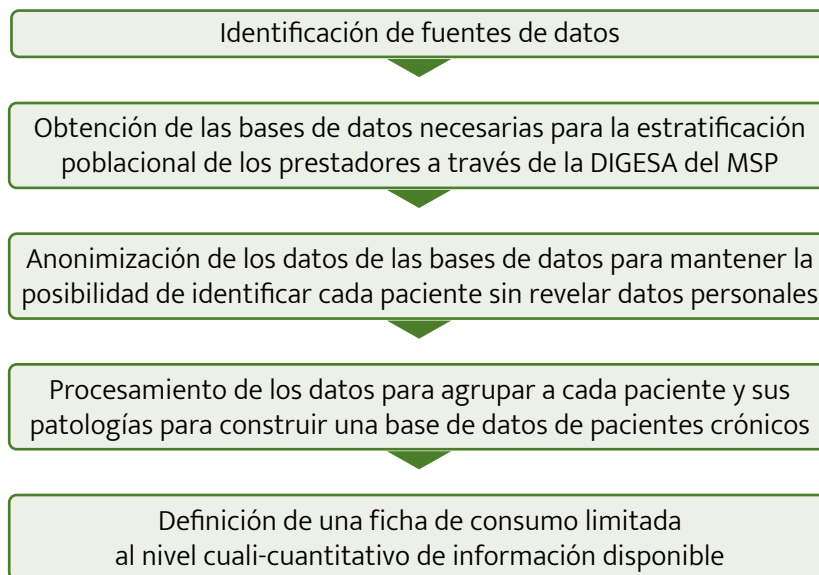 Identificación de fuentes de datos
Obtención de las bases de datos necesarias para la estratificación
poblacional de los prestadores a través de la DIGESA del MSP
Anonimización de los datos de las bases de datos para mantener la
posibilidad de identificar cada paciente sin revelar datos personales
Procesamiento de los datos para agrupar a cada paciente y sus
patologías para construir una base de datos de pacientes crónicos
Definición de una ficha de consumo limitada
al nivel cuali-cuantitativo de información disponible